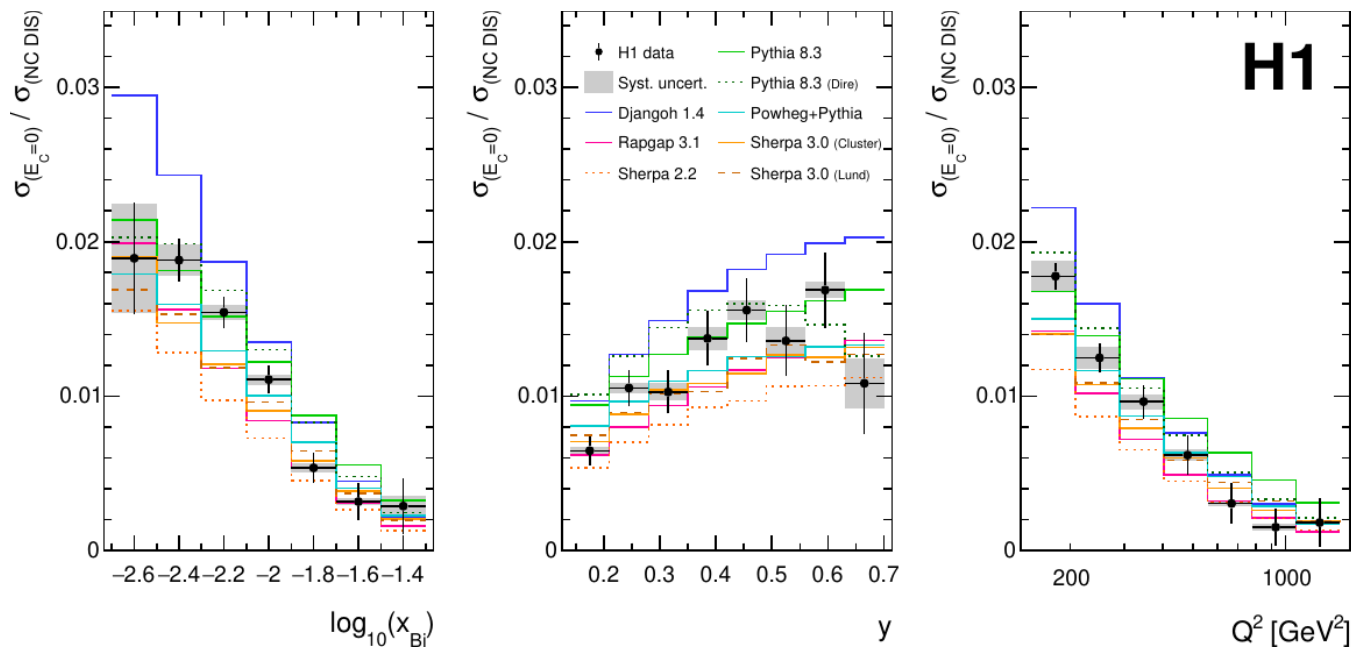 σ(E_C=0) / σ(NC DIS)
0.03
0.02
0.01
0
−2.6 −2.4 −2.2 −2 −1.8 −1.6 −1.4
log10(x_Bj)
σ(E_C=0) / σ(NC DIS)
0.03
0.02
0.01
0
H1 data
Syst. uncert.
Djangoh 1.4
Rapgap 3.1
Sherpa 2.2
Pythia 8.3
Pythia 8.3 (Dire)
Powheg+Pythia
Sherpa 3.0 (Cluster)
Sherpa 3.0 (Lund)
0.2 0.3 0.4 0.5 0.6 0.7
y
σ(E_C=0) / σ(NC DIS)
0.03
0.02
0.01
0
H1
200 1000
Q² [GeV²]